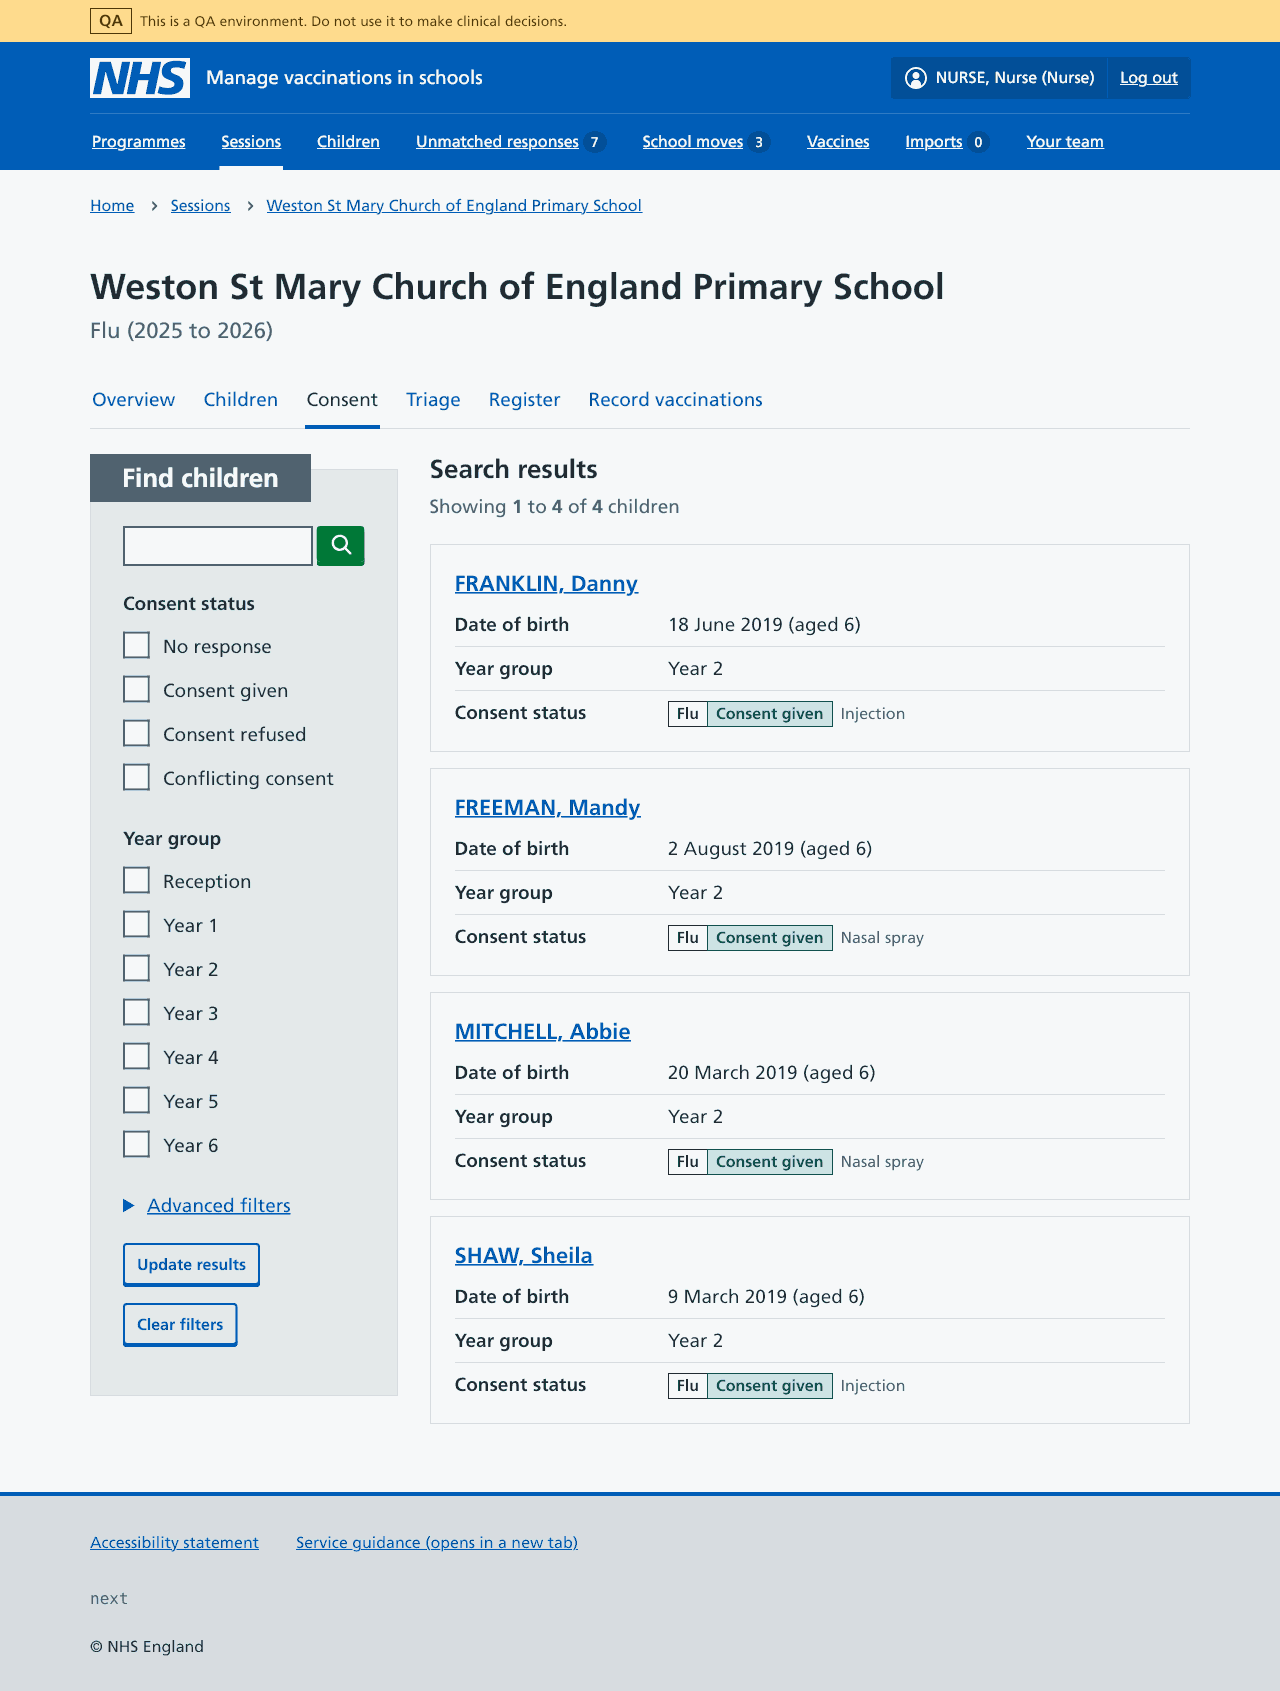 QA This is a QA environment. Do not use it to make clinical decisions.
NHS Manage vaccinations in schools NURSE, Nurse (Nurse) Log out
Programmes Sessions Children Unmatched responses 7 School moves 3 Vaccines Imports 0 Your team
Home Sessions Weston St Mary Church of England Primary School
Weston St Mary Church of England Primary School
Flu (2025 to 2026)
Overview Children Consent Triage Register Record vaccinations
Find children
Consent status
No response
Consent given
Consent refused
Conflicting consent
Year group
Reception
Year 1
Year 2
Year 3
Year 4
Year 5
Year 6
Advanced filters
Update results
Clear filters
Search results
Showing 1 to 4 of 4 children
FRANKLIN, Danny
Date of birth 18 June 2019 (aged 6)
Year group Year 2
Consent status Flu Consent given Injection
FREEMAN, Mandy
Date of birth 2 August 2019 (aged 6)
Year group Year 2
Consent status Flu Consent given Nasal spray
MITCHELL, Abbie
Date of birth 20 March 2019 (aged 6)
Year group Year 2
Consent status Flu Consent given Nasal spray
SHAW, Sheila
Date of birth 9 March 2019 (aged 6)
Year group Year 2
Consent status Flu Consent given Injection
Accessibility statement Service guidance (opens in a new tab)
next
© NHS England